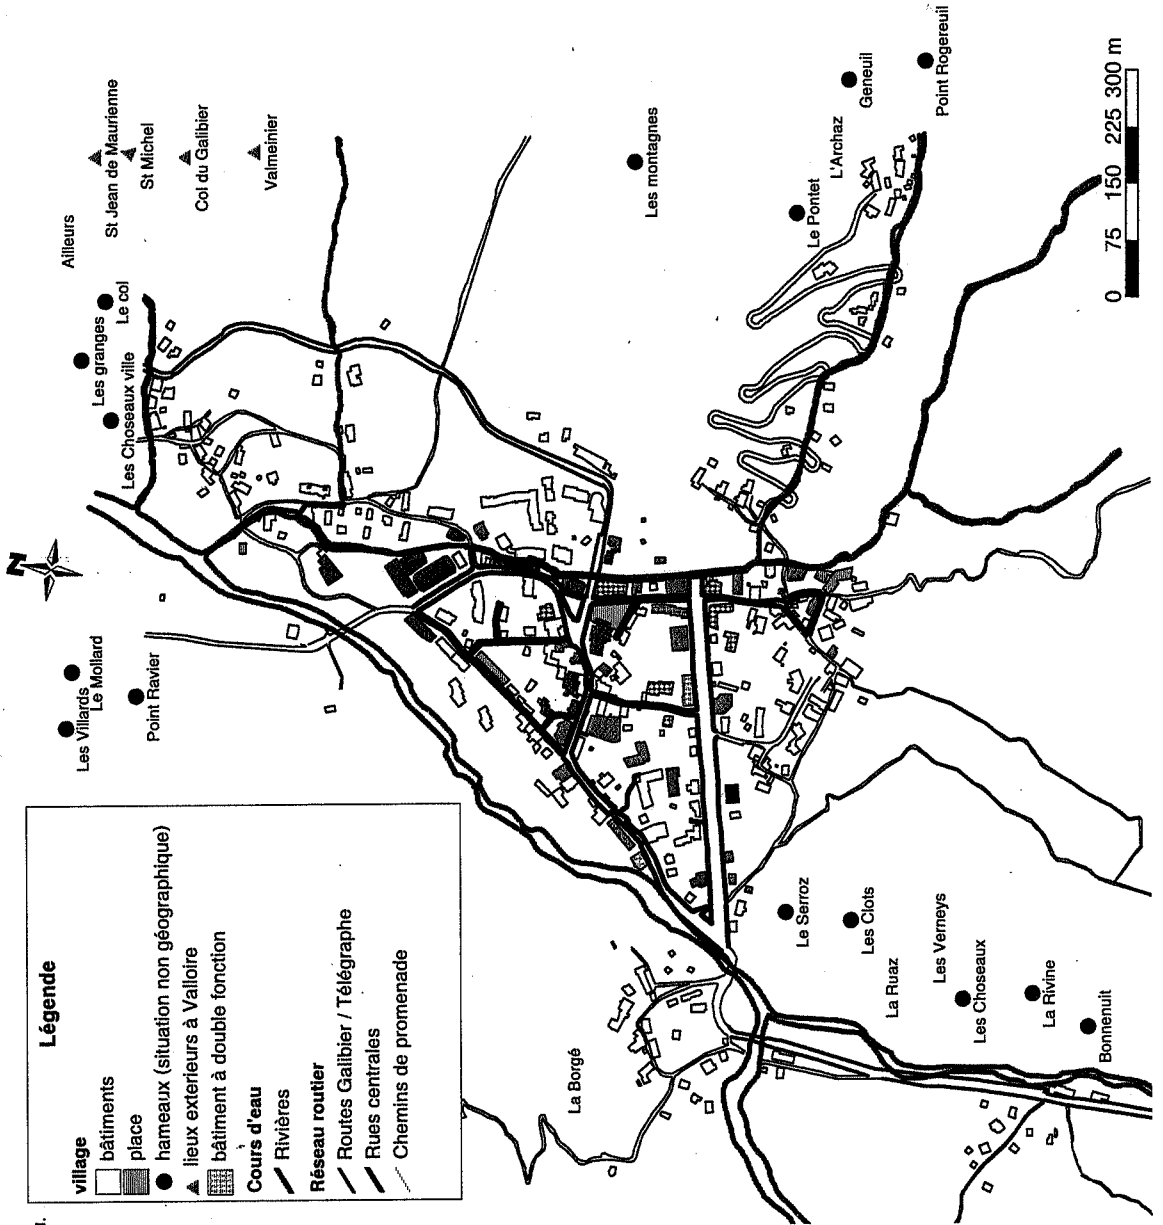 Légende
village
bâtiments
place
hameaux (situation non géographique)
lieux exterieurs à Valloire
bâtiment à double fonction
Cours d'eau
Rivières
Réseau routier
Routes Galibier / Télégraphe
Rues centrales
Chemins de promenade
Les Villards
Le Mollard
Point Ravier
N
Les Choseaux ville
Les granges
Le col
Ailleurs
St Jean de Maurienne
St Michel
Col du Galibier
Valmeinier
Les montagnes
Le Pontet
L'Archaz
Geneuil
Point Rogereuil
La Borgé
Le Serroz
Les Clots
La Ruaz
Les Verneys
Les Choseaux
La Rivine
Bonnenuit
0 75 150 225 300 m